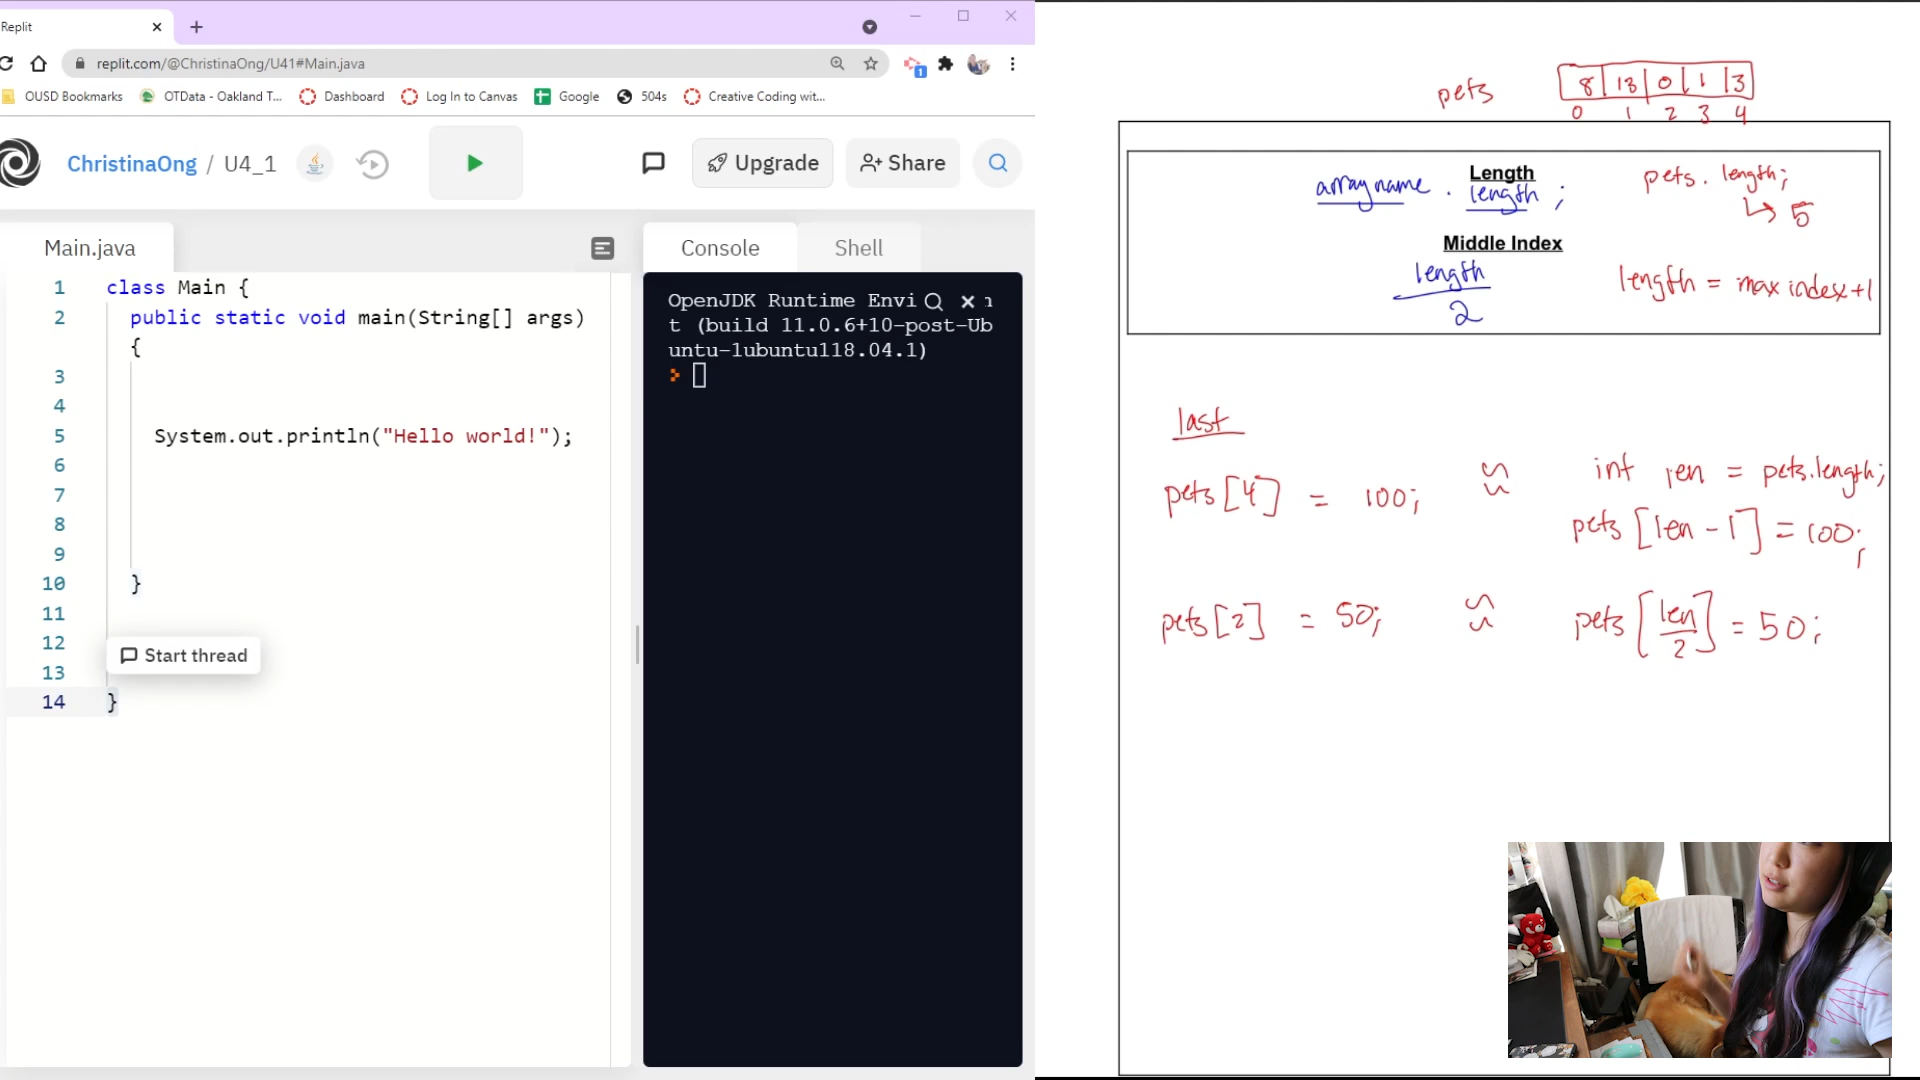 Replit
replit.com/@ChristinaOng/U41#Main.java
1
OUSD Bookmarks
OTData - Oakland T...
Dashboard
Log In to Canvas
Google
504s
Creative Coding wit...
ChristinaOng / U4_1
Upgrade
Share
Main.java
Console
Shell
1 class Main {
2 public static void main(String[] args)
{
3
4
5 System.out.println("Hello world!");
6
7
8
9
10 }
11
12
Start thread
13
14 }
OpenJDK Runtime Envi
t (build 11.0.6+10-post-Ub
untu-1ubuntu118.04.1)
pets 8 13 0 1 3
0 1 2 3 4
Length
array name . length ;
pets. length;
↳ 5
Middle Index
length
2
length = max index+1
last
pets[4] = 100;
int len = pets.length;
pets [len - 1] = 100;
pets[2] = 50;
pets [len/2] = 50;